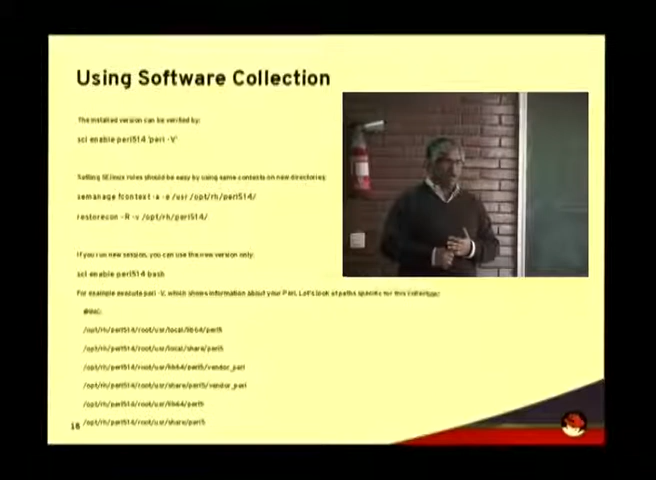 Using Software Collection
The installed version can be verified by:
scl enable perl514 'perl -V'
Setting SElinux rules should be easy by using same contexts on new directories:
semanage fcontext -a -e /usr /opt/rh/perl514/
restorecon -R -v /opt/rh/perl514/
If you run new session, you can use the new version only:
scl enable perl514 bash
For example execute perl -V, which shows information about your Perl. Let's look at paths specific for this collection:
@INC:
/opt/rh/perl514/root/usr/local/lib64/perl5
/opt/rh/perl514/root/usr/local/share/perl5
/opt/rh/perl514/root/usr/lib64/perl5/vendor_perl
/opt/rh/perl514/root/usr/share/perl5/vendor_perl
/opt/rh/perl514/root/usr/lib64/perl5
/opt/rh/perl514/root/usr/share/perl5
18